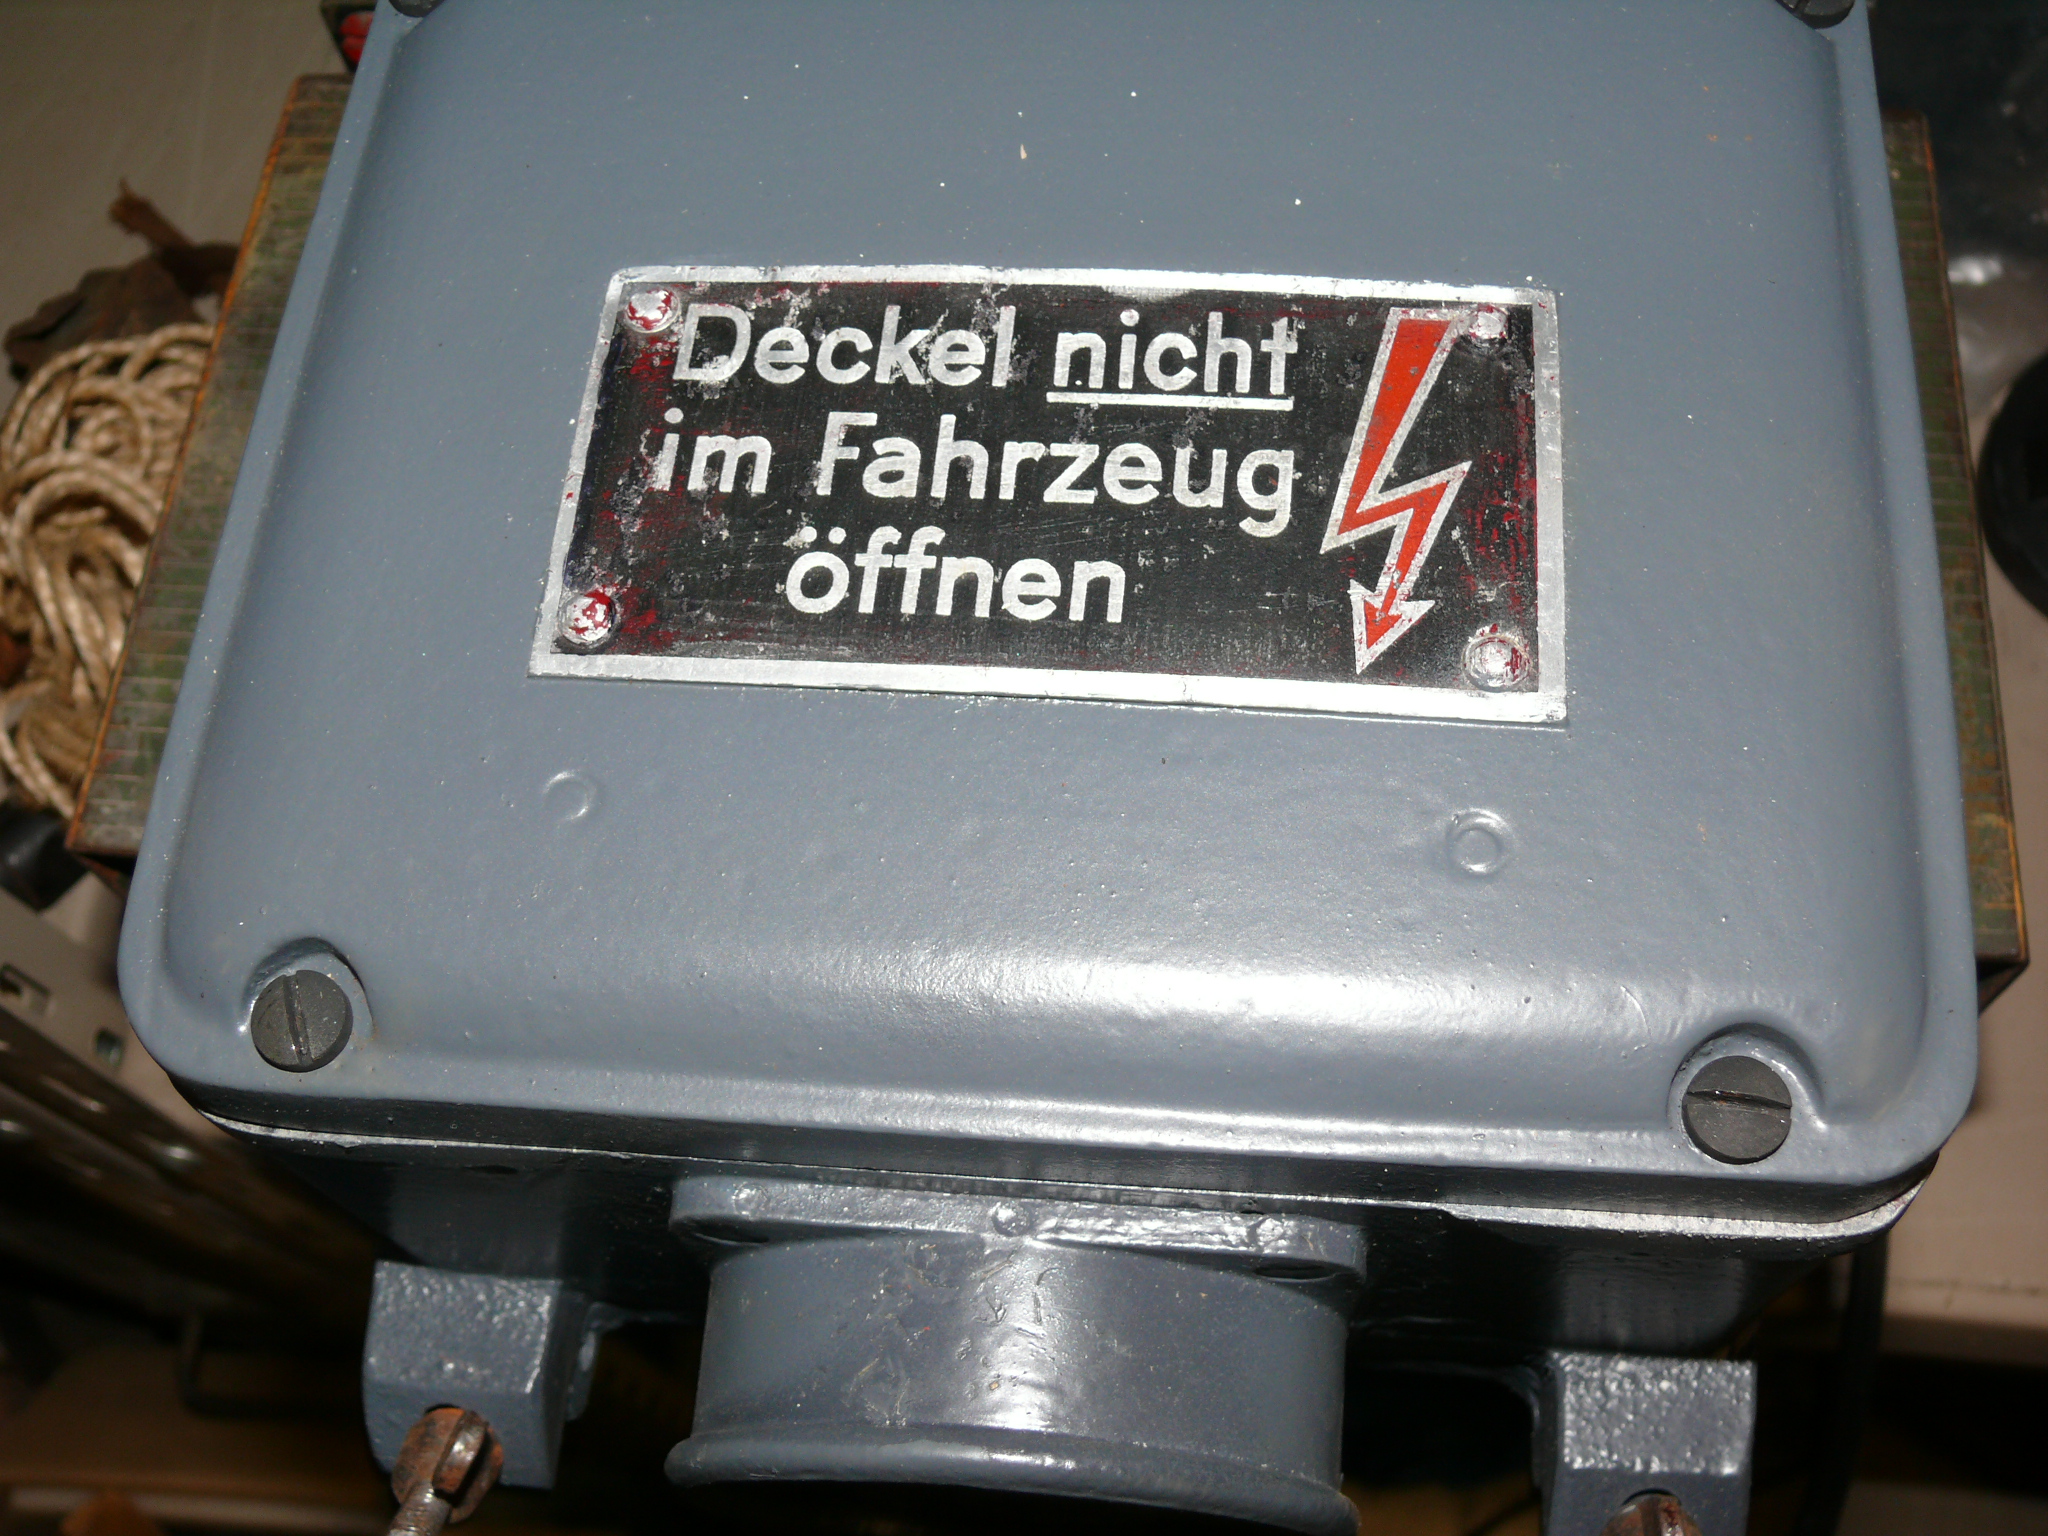 Deckel nicht
im Fahrzeug
öffnen